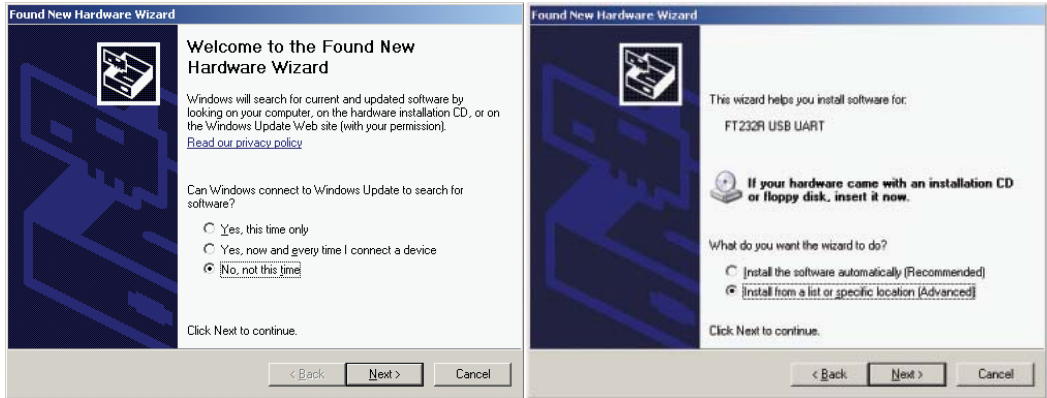 Found New Hardware Wizard
Welcome to the Found New
Hardware Wizard
Windows will search for current and updated software by
looking on your computer, on the hardware installation CD, or on
the Windows Update Web site (with your permission).
Read our privacy policy
Can Windows connect to Windows Update to search for
software?
Yes, this time only
Yes, now and every time I connect a device
No, not this time
Click Next to continue.
< Back
Next >
Cancel
Found New Hardware Wizard
This wizard helps you install software for:
FT232R USB UART
If your hardware came with an installation CD
or floppy disk, insert it now.
What do you want the wizard to do?
Install the software automatically (Recommended)
Install from a list or specific location (Advanced)
Click Next to continue.
< Back
Next >
Cancel